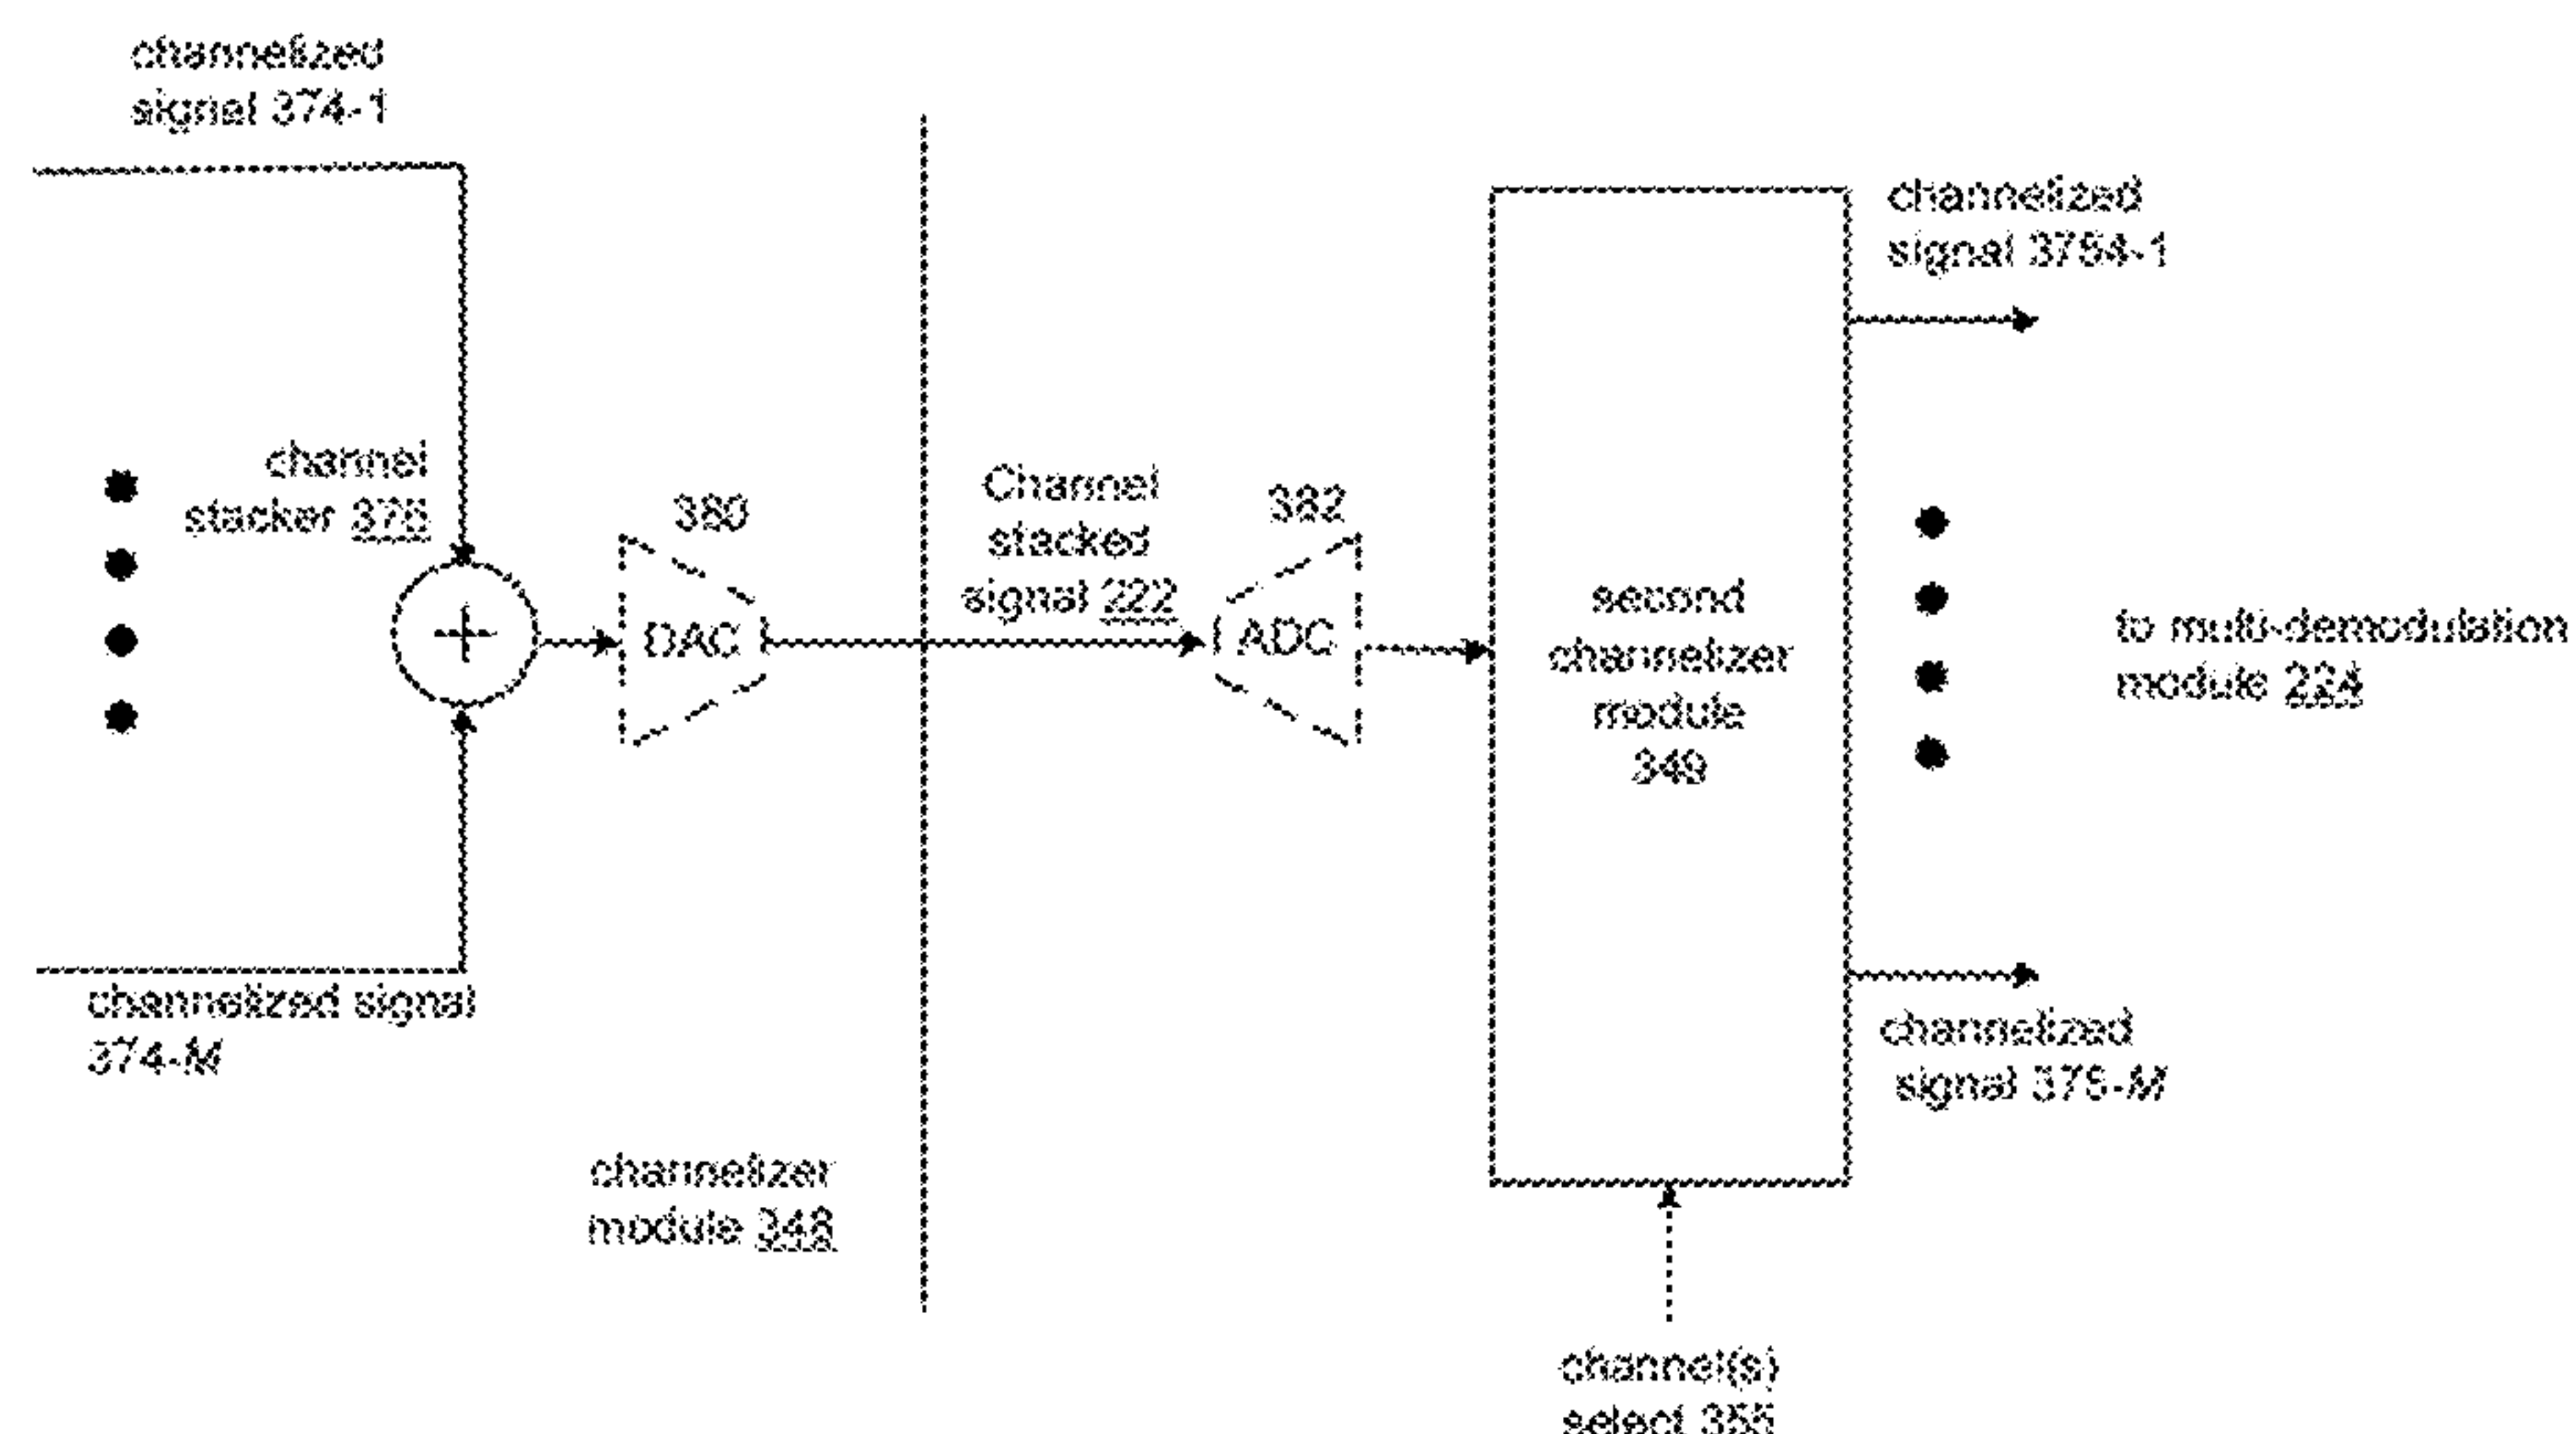 channelized
signal 374-1
channel
stacker 376
380
DAC
Channel
stacked
signal 222
382
ADC
second
channelizer
module
349
channelized
signal 3754-1
to multi-demodulation
module 224
channelized signal
374-M
channelized
signal 375-M
channelizer
module 348
channel(s)
select 355